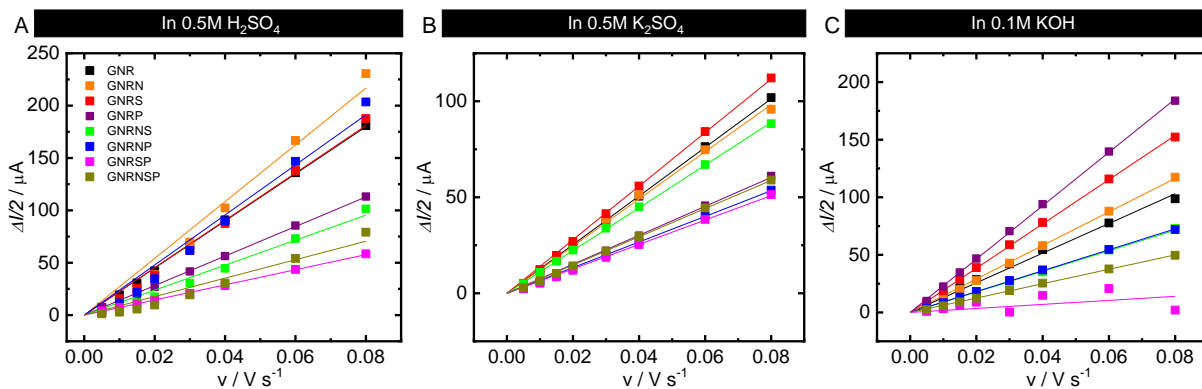 A
In 0.5M H₂SO₄
250
200
150
100
50
0
ΔI/2 / μA
GNR
GNRN
GNRS
GNRP
GNRNS
GNRNP
GNRSP
GNRNSP
0.00 0.02 0.04 0.06 0.08
v / V s⁻¹
B
In 0.5M K₂SO₄
100
50
0
ΔI/2 / μA
0.00 0.02 0.04 0.06 0.08
v / V s⁻¹
C
In 0.1M KOH
200
150
100
50
0
ΔI/2 / μA
0.00 0.02 0.04 0.06 0.08
v / V s⁻¹